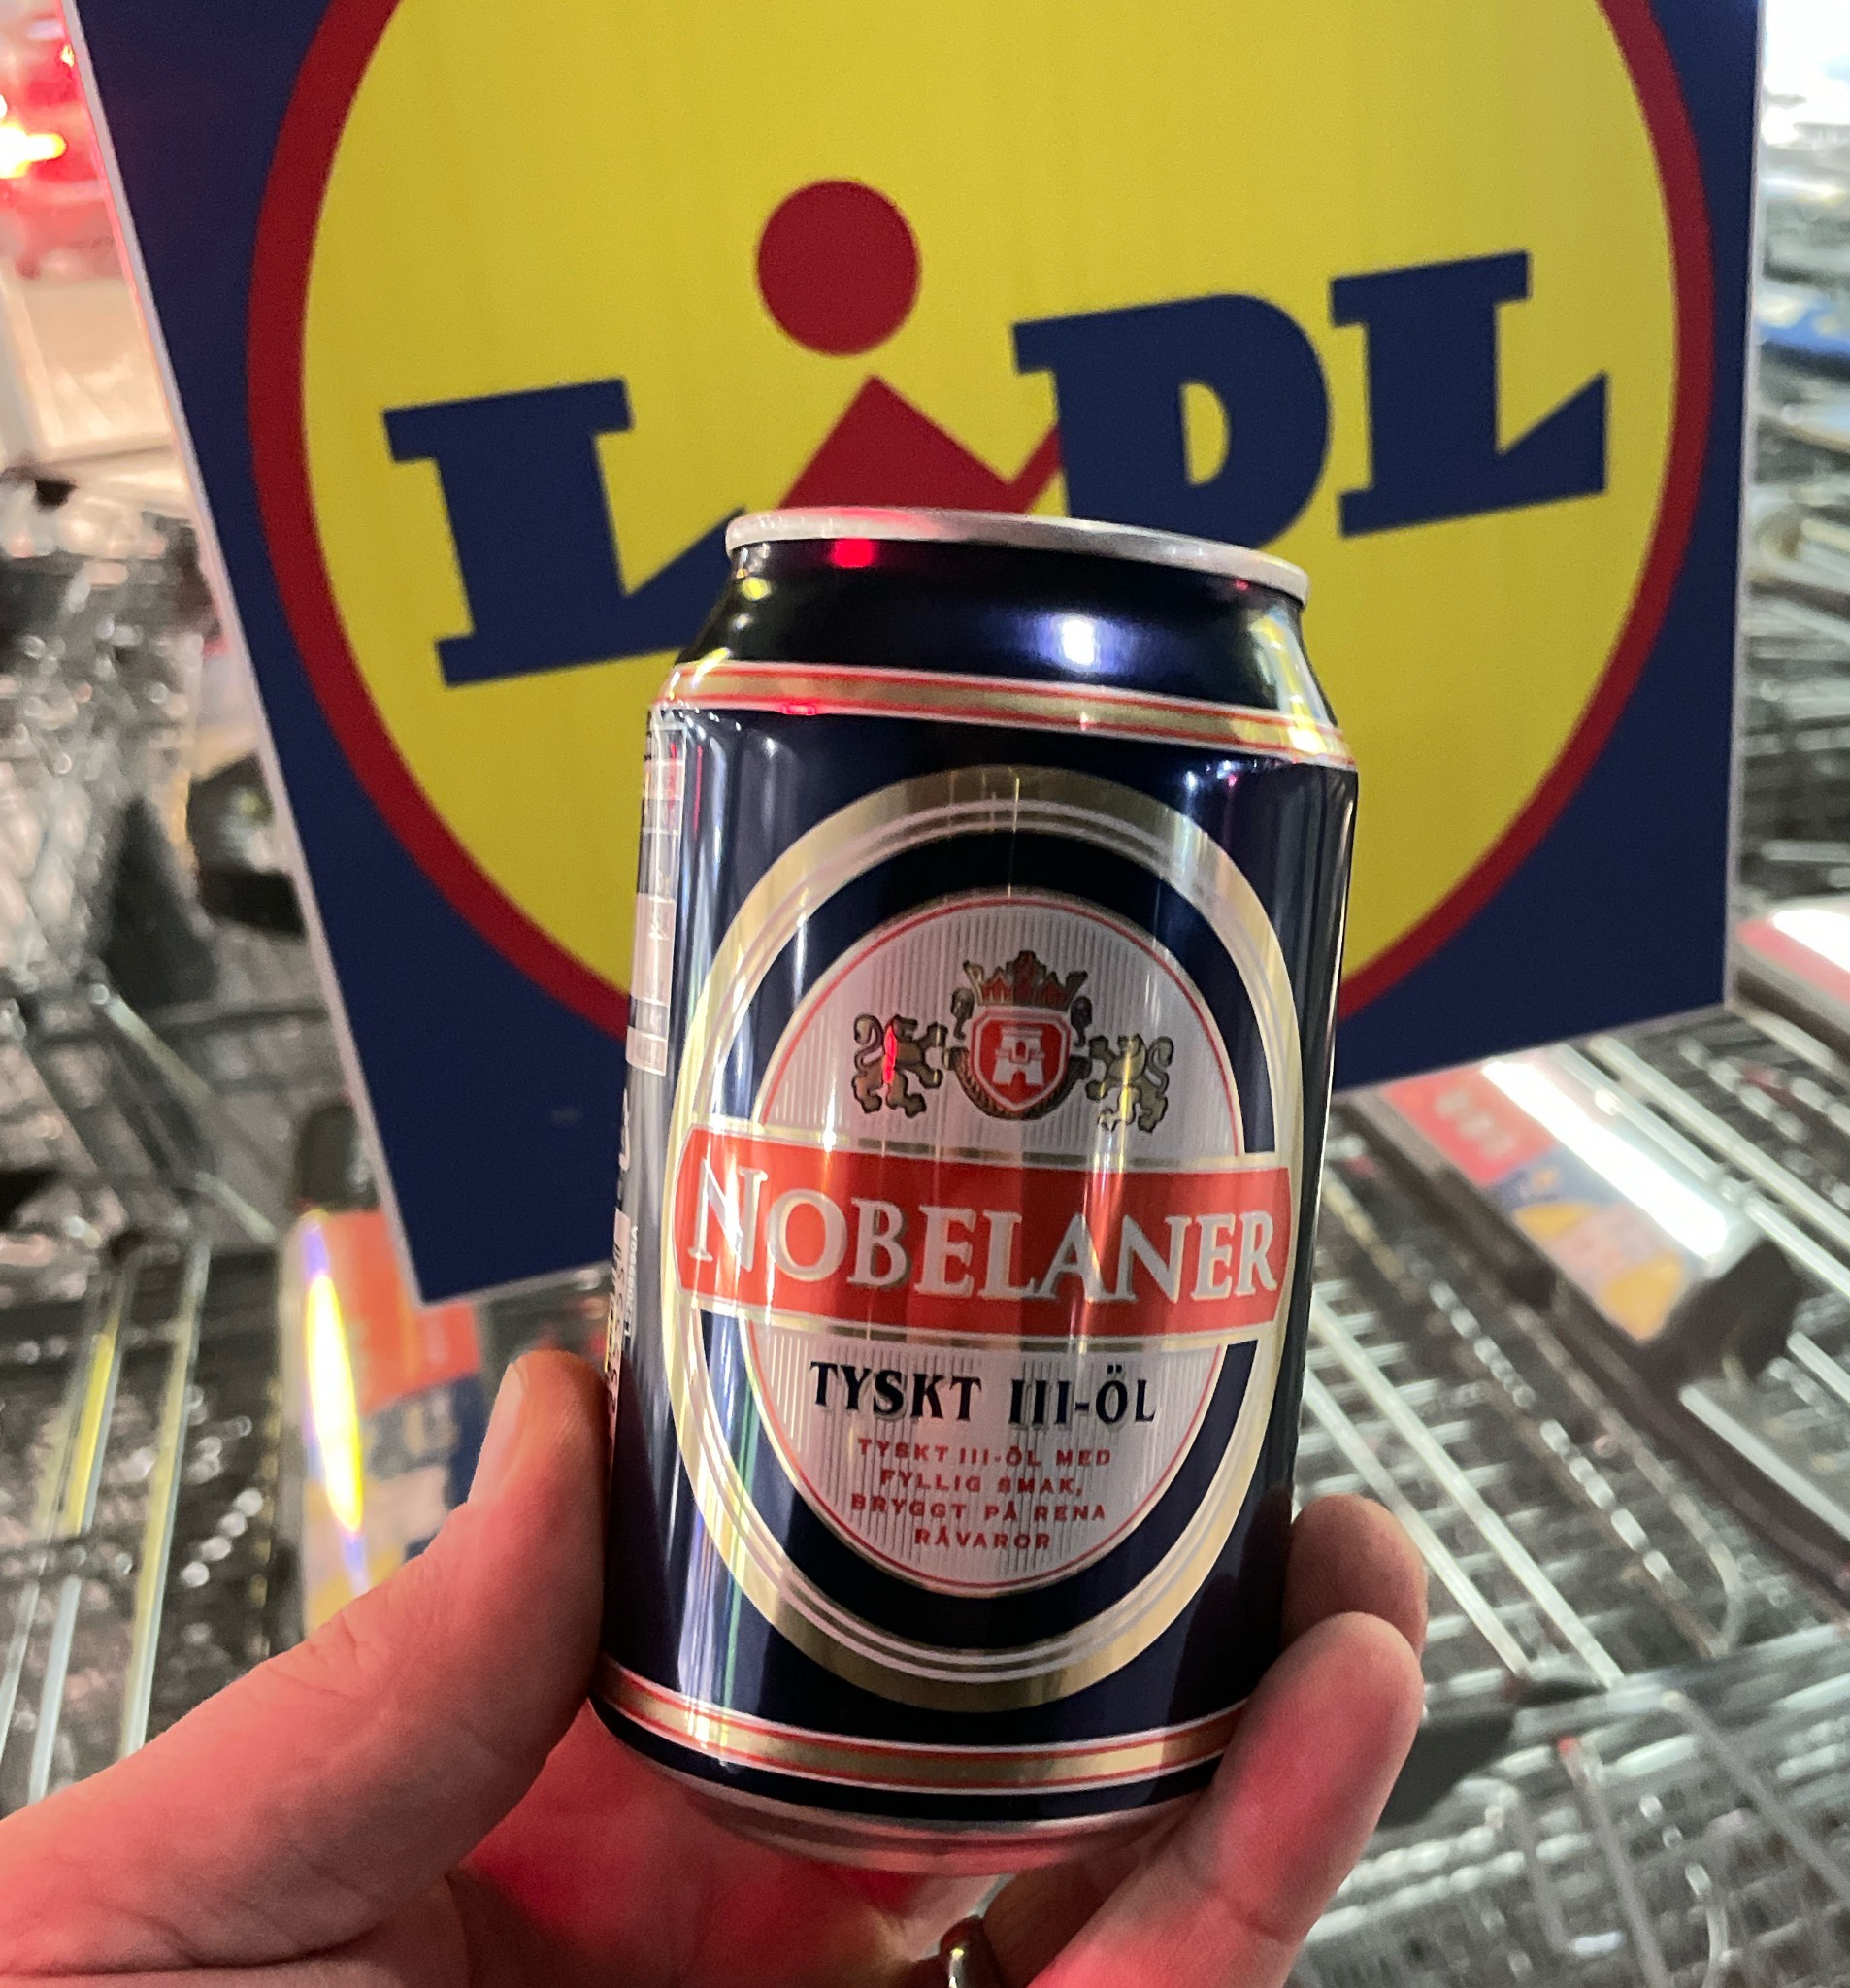 LiDL
NOBELANER
TYSKT III-ÖL
TYSKT III-ÖL MED
FYLLIG SMAK,
BRYGGT PÅ RENA
RÅVAROR